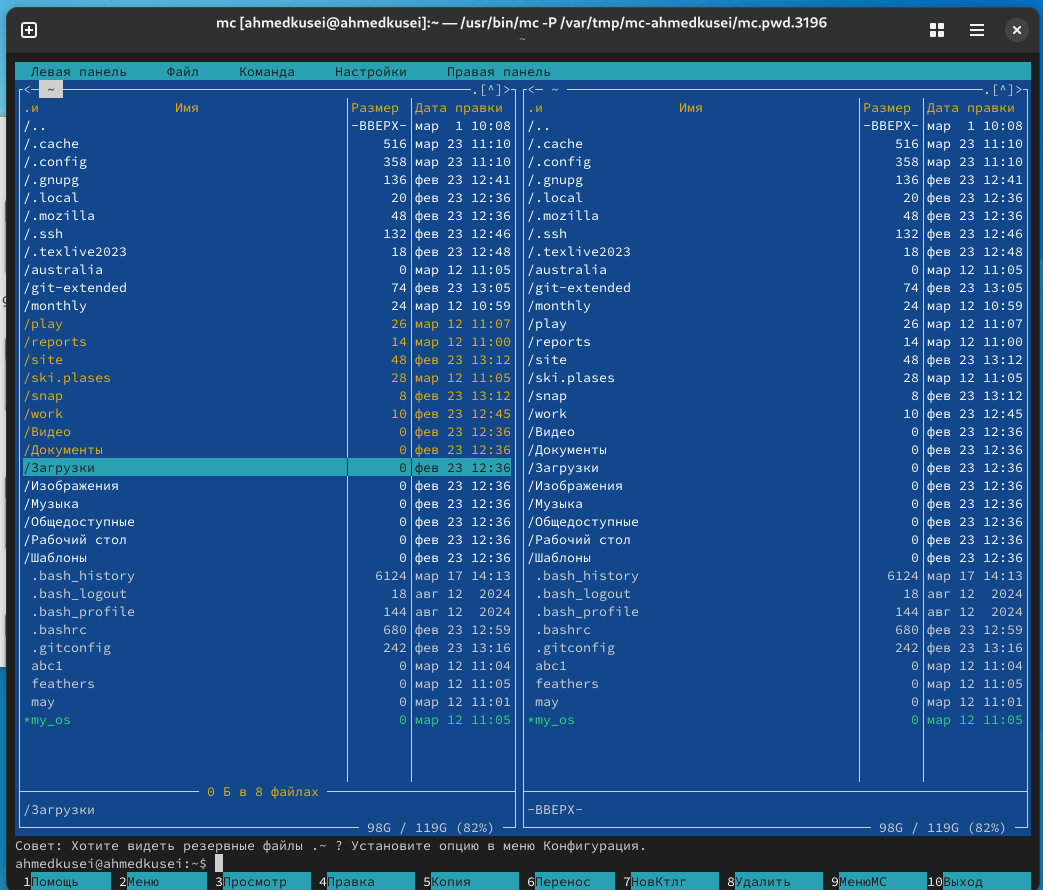 mc [ahmedkusei@ahmedkusei]:~ — /usr/bin/mc -P /var/tmp/mc-ahmedkusei/mc.pwd.3196
~
Левая панель Файл Команда Настройки Правая панель
<— ~ .[^]> <— ~ .[^]>
.и Имя Размер Дата правки .и Имя Размер Дата правки
/.. -ВВЕРХ- мар 1 10:08 /.. -ВВЕРХ- мар 1 10:08
/.cache 516 мар 23 11:10 /.cache 516 мар 23 11:10
/.config 358 мар 23 11:10 /.config 358 мар 23 11:10
/.gnupg 136 фев 23 12:41 /.gnupg 136 фев 23 12:41
/.local 20 фев 23 12:36 /.local 20 фев 23 12:36
/.mozilla 48 фев 23 12:36 /.mozilla 48 фев 23 12:36
/.ssh 132 фев 23 12:46 /.ssh 132 фев 23 12:46
/.texlive2023 18 фев 23 12:48 /.texlive2023 18 фев 23 12:48
/australia 0 мар 12 11:05 /australia 0 мар 12 11:05
/git-extended 74 фев 23 13:05 /git-extended 74 фев 23 13:05
/monthly 24 мар 12 10:59 /monthly 24 мар 12 10:59
/play 26 мар 12 11:07 /play 26 мар 12 11:07
/reports 14 мар 12 11:00 /reports 14 мар 12 11:00
/site 48 фев 23 13:12 /site 48 фев 23 13:12
/ski.plases 28 мар 12 11:05 /ski.plases 28 мар 12 11:05
/snap 8 фев 23 13:12 /snap 8 фев 23 13:12
/work 10 фев 23 12:45 /work 10 фев 23 12:45
/Видео 0 фев 23 12:36 /Видео 0 фев 23 12:36
/Документы 0 фев 23 12:36 /Документы 0 фев 23 12:36
/Загрузки 0 фев 23 12:36 /Загрузки 0 фев 23 12:36
/Изображения 0 фев 23 12:36 /Изображения 0 фев 23 12:36
/Музыка 0 фев 23 12:36 /Музыка 0 фев 23 12:36
/Общедоступные 0 фев 23 12:36 /Общедоступные 0 фев 23 12:36
/Рабочий стол 0 фев 23 12:36 /Рабочий стол 0 фев 23 12:36
/Шаблоны 0 фев 23 12:36 /Шаблоны 0 фев 23 12:36
.bash_history 6124 мар 17 14:13 .bash_history 6124 мар 17 14:13
.bash_logout 18 авг 12 2024 .bash_logout 18 авг 12 2024
.bash_profile 144 авг 12 2024 .bash_profile 144 авг 12 2024
.bashrc 680 фев 23 12:59 .bashrc 680 фев 23 12:59
.gitconfig 242 фев 23 13:16 .gitconfig 242 фев 23 13:16
abc1 0 мар 12 11:04 abc1 0 мар 12 11:04
feathers 0 мар 12 11:05 feathers 0 мар 12 11:05
may 0 мар 12 11:01 may 0 мар 12 11:01
*my_os 0 мар 12 11:05 *my_os 0 мар 12 11:05
0 Б в 8 файлах
/Загрузки -ВВЕРХ-
98G / 119G (82%) 98G / 119G (82%)
Совет: Хотите видеть резервные файлы .~ ? Установите опцию в меню Конфигурация.
ahmedkusei@ahmedkusei:~$
1Помощь 2Меню 3Просмотр 4Правка 5Копия 6Перенос 7НовКтлг 8Удалить 9МенюМС 10Выход